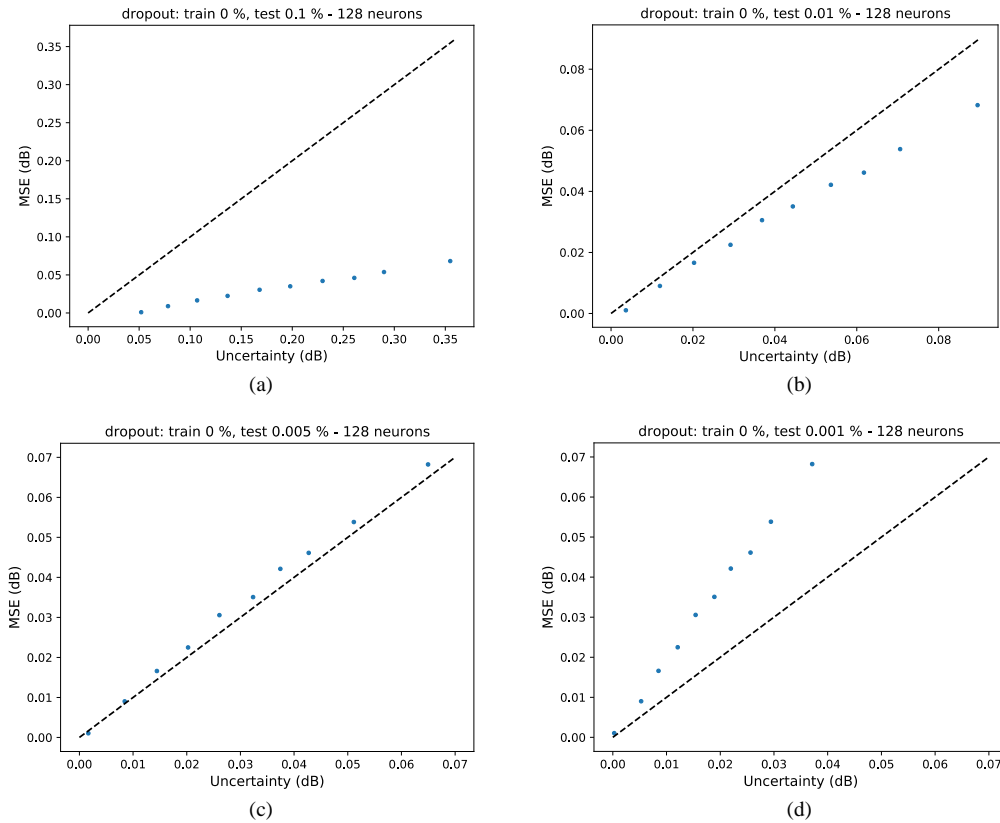 dropout: train 0 %, test 0.1 % - 128 neurons
MSE (dB)
0.35
0.30
0.25
0.20
0.15
0.10
0.05
0.00
0.00 0.05 0.10 0.15 0.20 0.25 0.30 0.35
Uncertainty (dB)
(a)
dropout: train 0 %, test 0.01 % - 128 neurons
MSE (dB)
0.08
0.06
0.04
0.02
0.00
0.00 0.02 0.04 0.06 0.08
Uncertainty (dB)
(b)
dropout: train 0 %, test 0.005 % - 128 neurons
MSE (dB)
0.07
0.06
0.05
0.04
0.03
0.02
0.01
0.00
0.00 0.01 0.02 0.03 0.04 0.05 0.06 0.07
Uncertainty (dB)
(c)
dropout: train 0 %, test 0.001 % - 128 neurons
MSE (dB)
0.07
0.06
0.05
0.04
0.03
0.02
0.01
0.00
0.00 0.01 0.02 0.03 0.04 0.05 0.06 0.07
Uncertainty (dB)
(d)